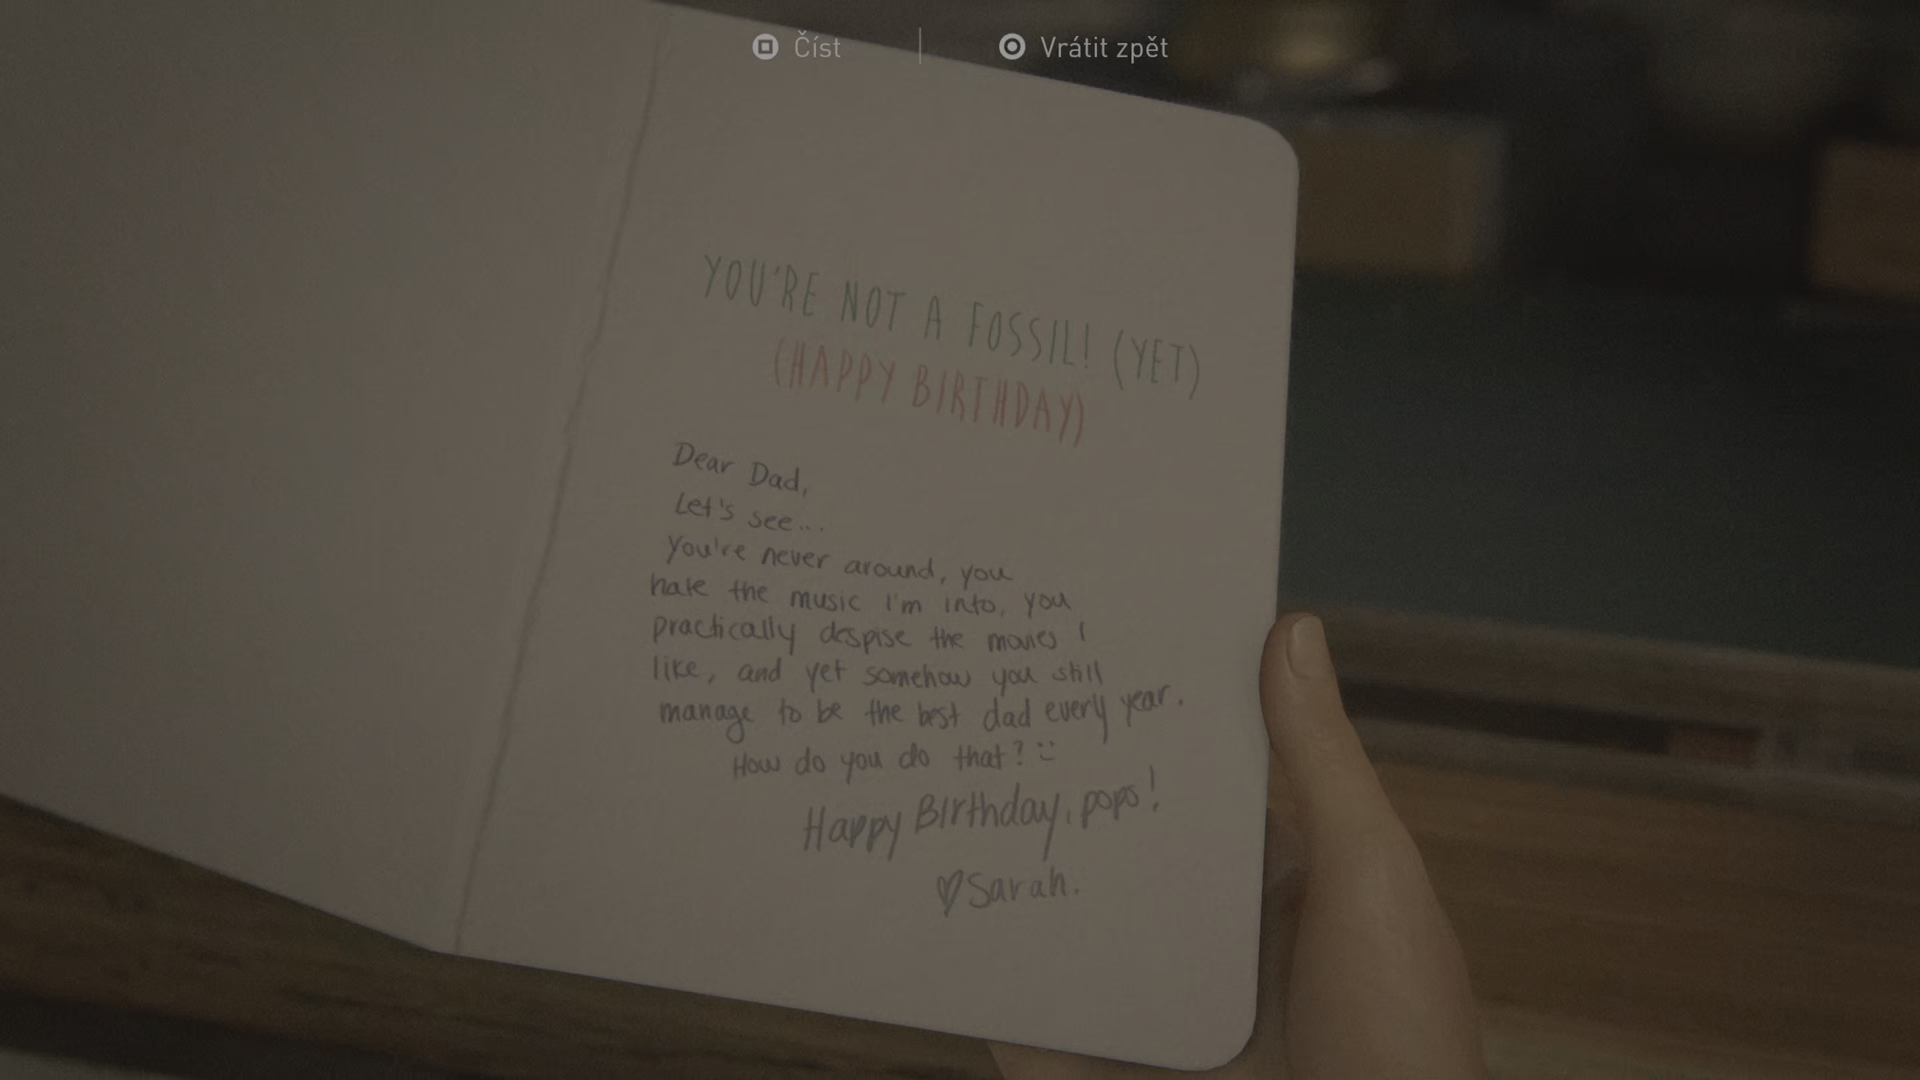 Číst
Vrátit zpět
YOU'RE NOT A FOSSIL! (YET)
(HAPPY BIRTHDAY)
Dear Dad,
Let's see...
You're never around, you
hate the music I'm into, you
practically despise the movies I
like, and yet somehow you still
manage to be the best dad every year.
How do you do that? :)
Happy Birthday, pops!
♡Sarah.